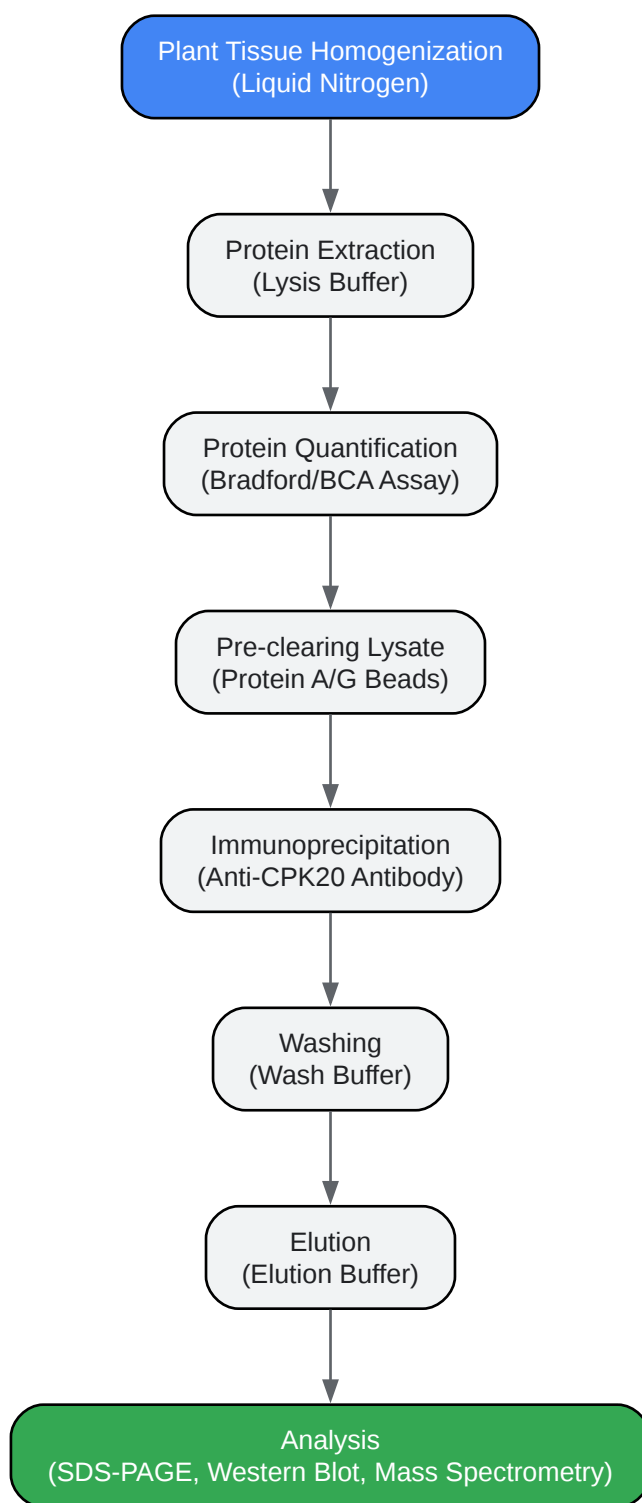 Plant Tissue Homogenization
(Liquid Nitrogen)
Protein Extraction
(Lysis Buffer)
Protein Quantification
(Bradford/BCA Assay)
Pre-clearing Lysate
(Protein A/G Beads)
Immunoprecipitation
(Anti-CPK20 Antibody)
Washing
(Wash Buffer)
Elution
(Elution Buffer)
Analysis
(SDS-PAGE, Western Blot, Mass Spectrometry)